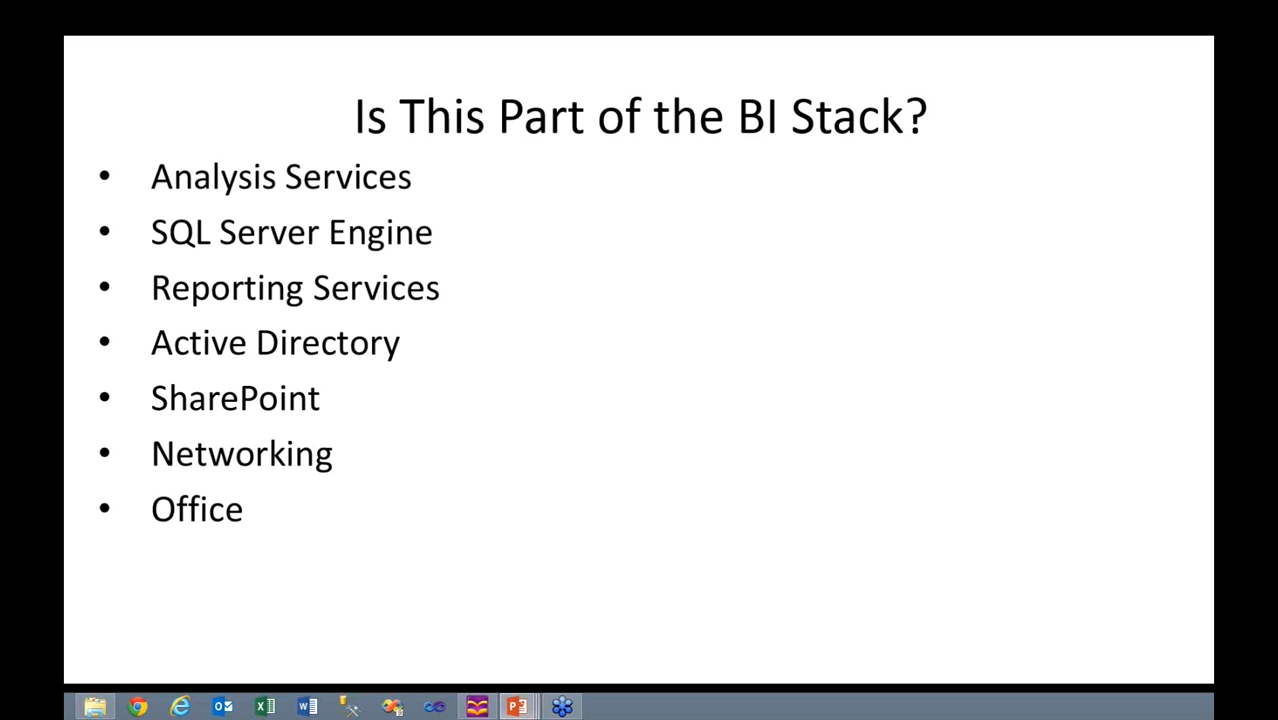 Is This Part of the BI Stack?
• Analysis Services
• SQL Server Engine
• Reporting Services
• Active Directory
• SharePoint
• Networking
• Office